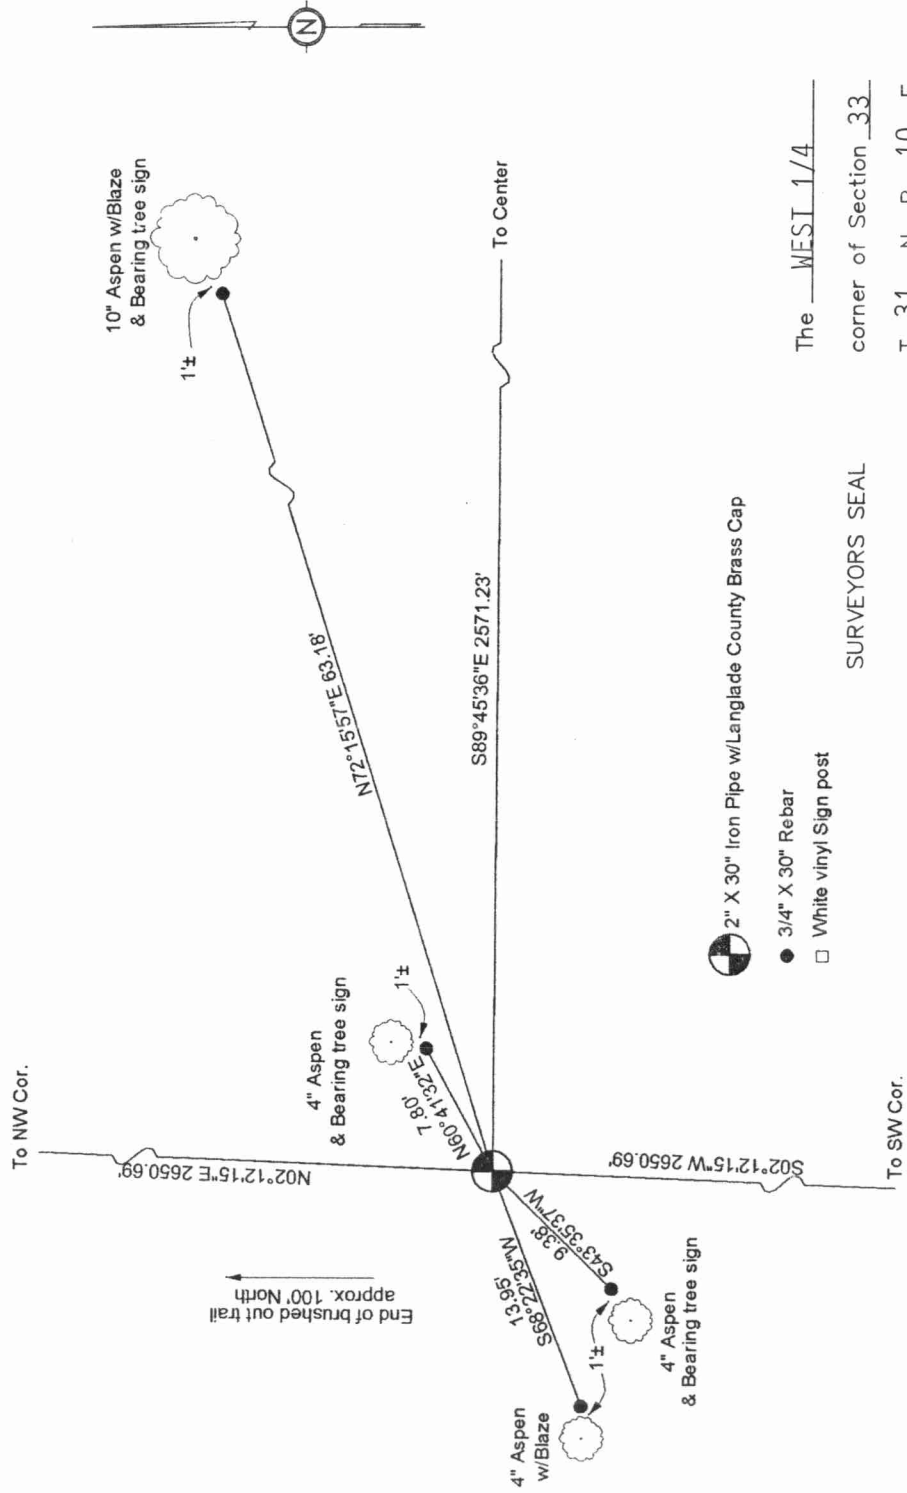 N
10" Aspen w/Blaze
& Bearing tree sign
1'±
To NW Cor.
4" Aspen
& Bearing tree sign
1'±
N72°15'57"E 63.18'
N60°41'32"E
7.80'
N02°12'15"E 2650.69'
End of brushed out trail
approx. 100' North
S89°45'36"E 2571.23'
To Center
S68°22'35"W
13.95'
S43°35'37"W
9.38'
S02°12'15"W 2650.69'
4" Aspen
w/Blaze
1'±
4" Aspen
& Bearing tree sign
To SW Cor.
2" X 30" Iron Pipe w/Langlade County Brass Cap
3/4" X 30" Rebar
White vinyl Sign post
SURVEYORS SEAL
The WEST 1/4
corner of Section 33
T 31 N R 10 E